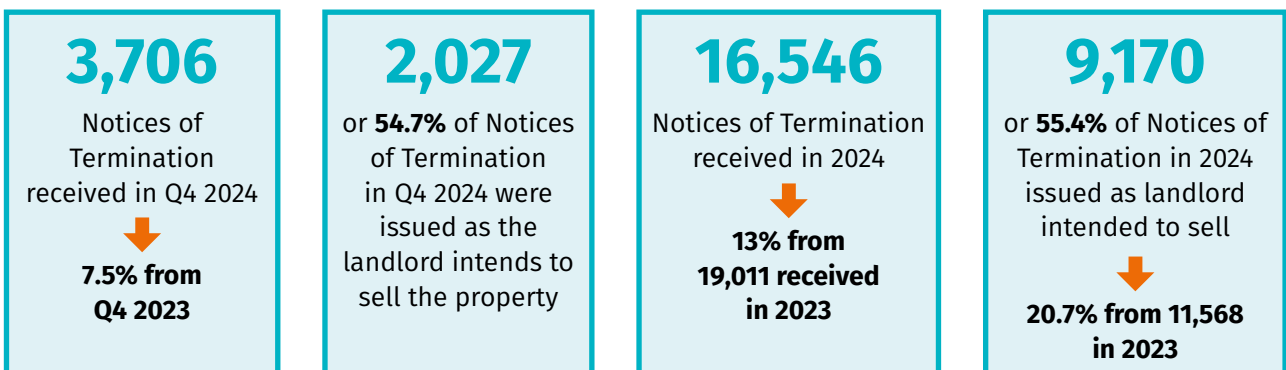 3,706
Notices of
Termination
received in Q4 2024
7.5% from
Q4 2023
2,027
or 54.7% of Notices
of Termination
in Q4 2024 were
issued as the
landlord intends to
sell the property
16,546
Notices of Termination
received in 2024
13% from
19,011 received
in 2023
9,170
or 55.4% of Notices of
Termination in 2024
issued as landlord
intended to sell
20.7% from 11,568
in 2023